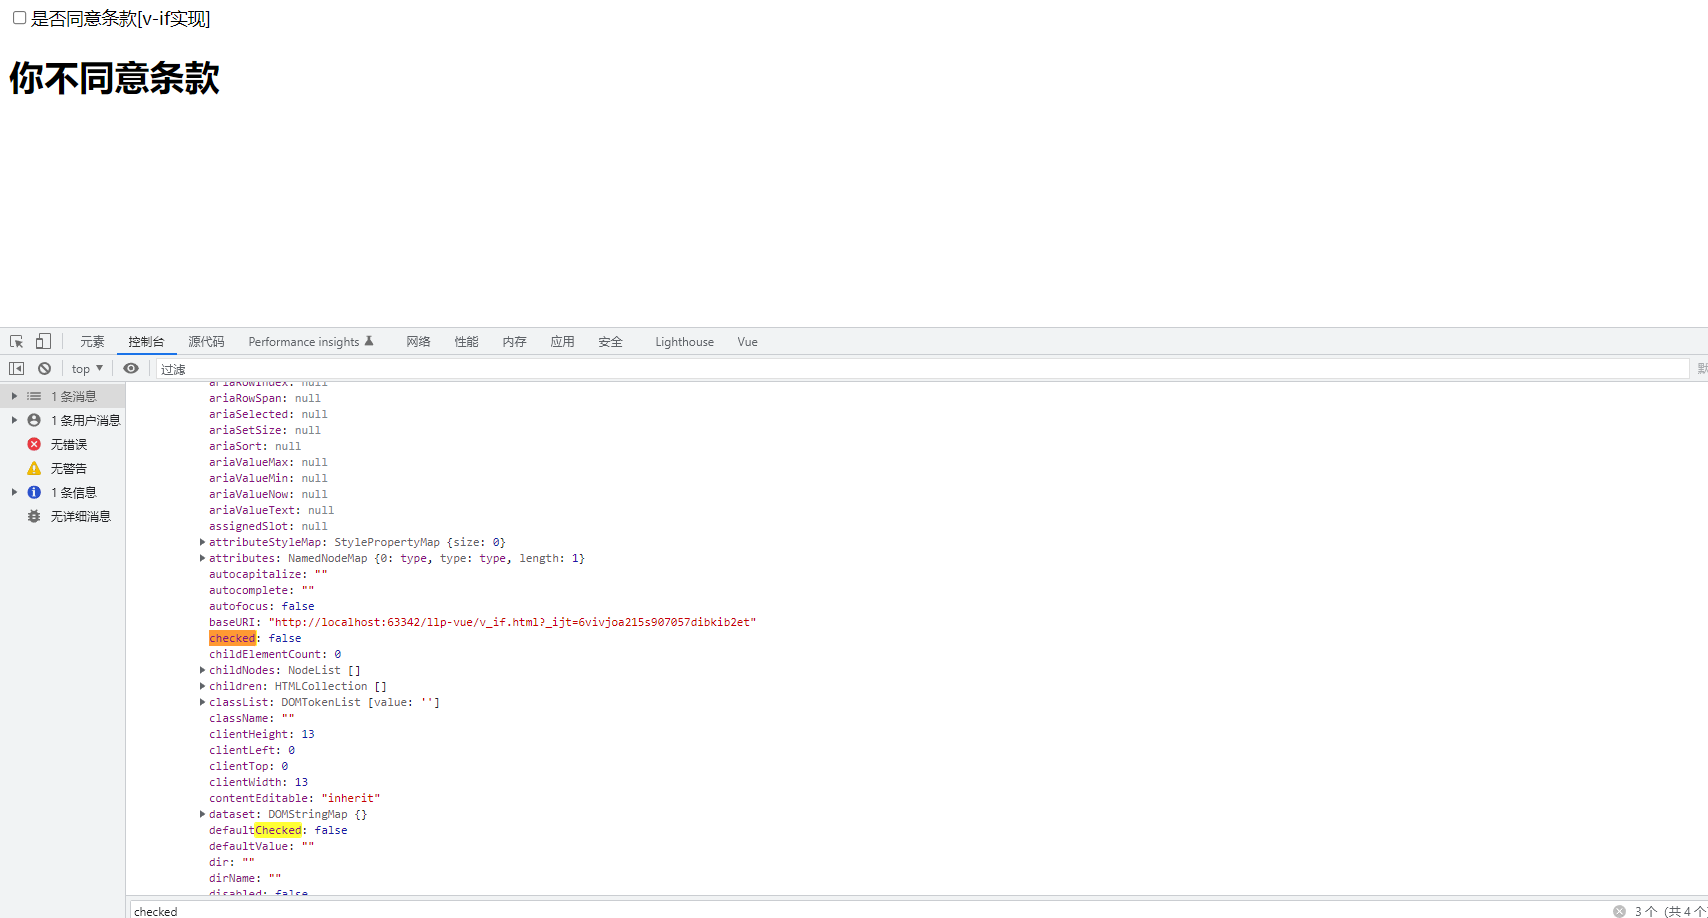 是否同意条款[v-if实现]
你不同意条款
元素 控制台 源代码 Performance insights 网络 性能 内存 应用 安全 Lighthouse Vue
top 过滤 默
1 条消息
1 条用户消息
无错误
无警告
1 条信息
无详细消息
ariaRowIndex: null
ariaRowSpan: null
ariaSelected: null
ariaSetSize: null
ariaSort: null
ariaValueMax: null
ariaValueMin: null
ariaValueNow: null
ariaValueText: null
assignedSlot: null
attributeStyleMap: StylePropertyMap {size: 0}
attributes: NamedNodeMap {0: type, type: type, length: 1}
autocapitalize: ""
autocomplete: ""
autofocus: false
baseURI: "http://localhost:63342/llp-vue/v_if.html?_ijt=6vivjoa215s907057dibkib2et"
checked: false
childElementCount: 0
childNodes: NodeList []
children: HTMLCollection []
classList: DOMTokenList [value: '']
className: ""
clientHeight: 13
clientLeft: 0
clientTop: 0
clientWidth: 13
contentEditable: "inherit"
dataset: DOMStringMap {}
defaultChecked: false
defaultValue: ""
dir: ""
dirName: ""
disabled: false
checked 3 个 (共 4 个